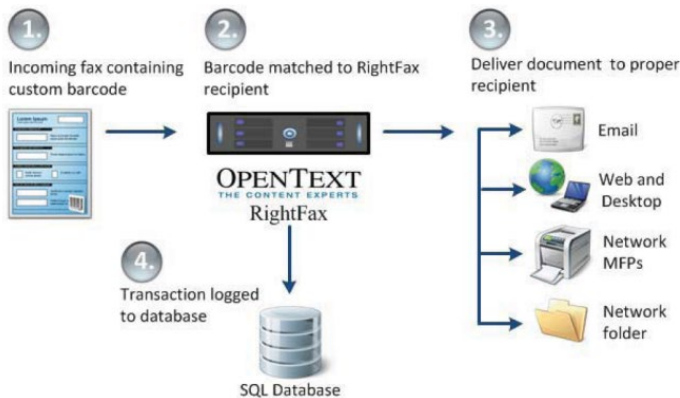 1.
Incoming fax containing
custom barcode
2.
Barcode matched to RightFax
recipient
3.
Deliver document to proper
recipient
Lorem Ipsum
OPENTEXT
THE CONTENT EXPERTS
RightFax
Email
Web and
Desktop
Network
MFPs
Network
folder
4.
Transaction logged
to database
SQL Database